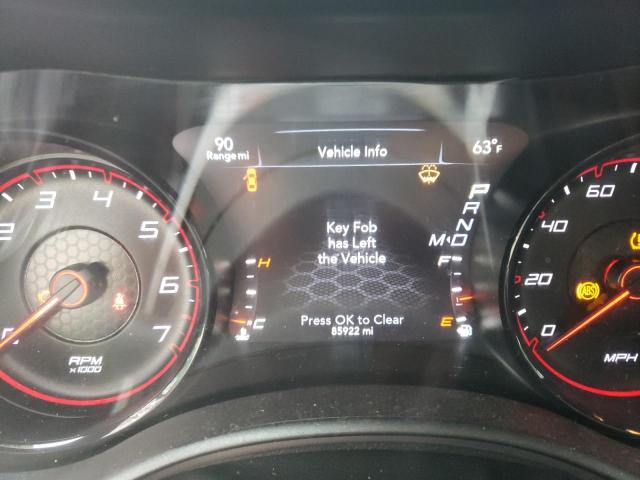 90
Range mi
Vehicle Info
63°F
2
3
4
5
6
7
RPM
x1000
Key Fob
has Left
the Vehicle
Press OK to Clear
85922 mi
H
C
P
R
N
D
M
F
E
60
40
20
0
ABS
MPH